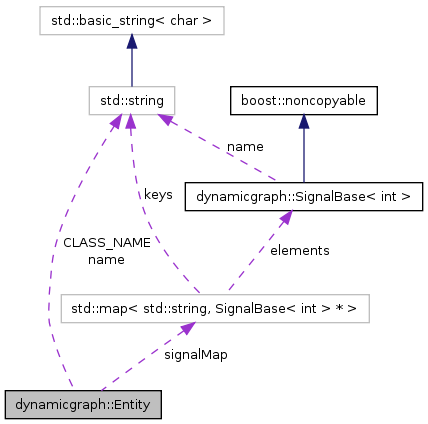 std::basic_string< char >
std::string
boost::noncopyable
name
keys
dynamicgraph::SignalBase< int >
CLASS_NAME
name
elements
std::map< std::string, SignalBase< int > * >
signalMap
dynamicgraph::Entity